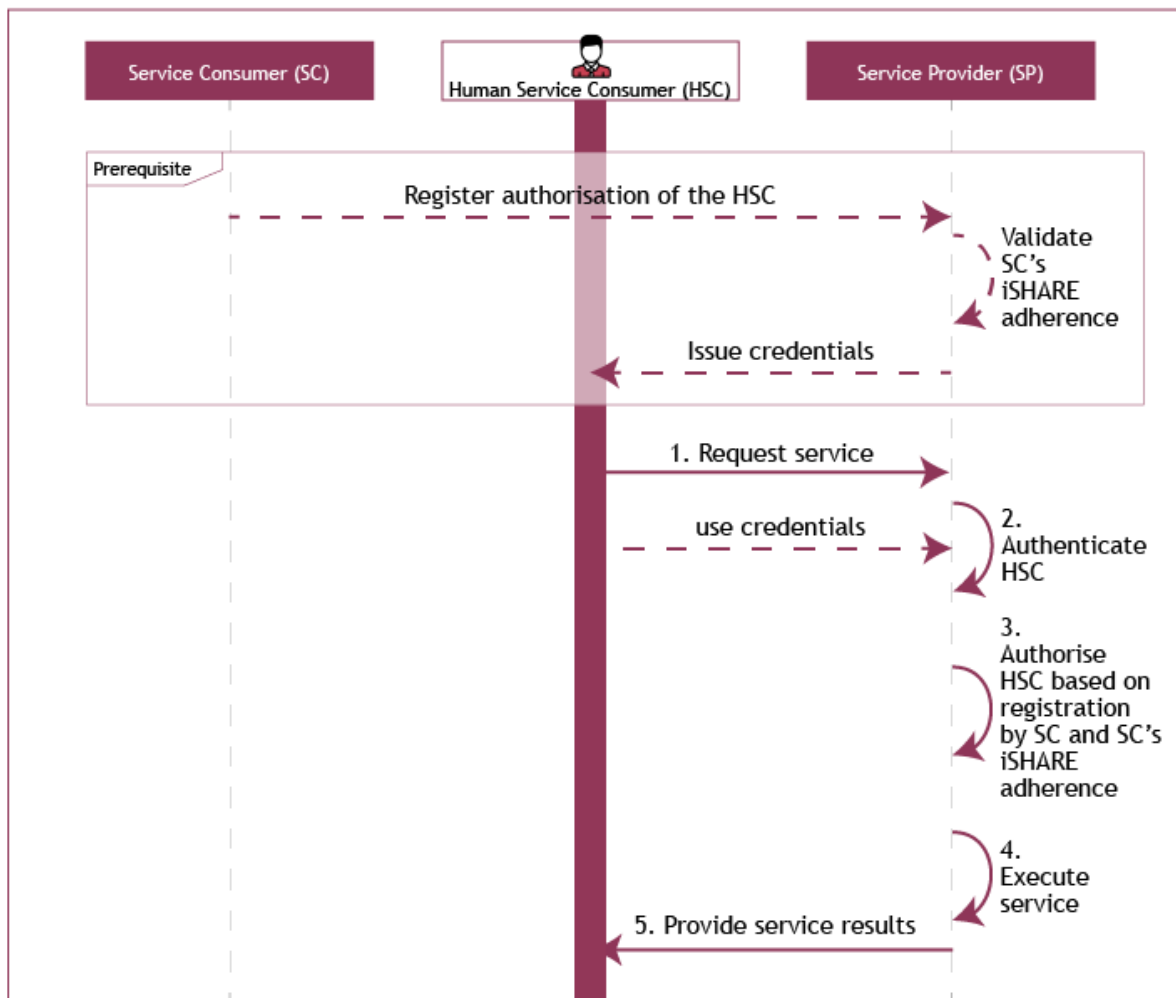 Service Consumer (SC)
Human Service Consumer (HSC)
Service Provider (SP)
Prerequisite
Register authorisation of the HSC
Validate
SC's
iSHARE
adherence
Issue credentials
1. Request service
use credentials
2.
Authenticate
HSC
3.
Authorise
HSC based on
registration
by SC and SC's
iSHARE
adherence
4.
Execute
service
5. Provide service results